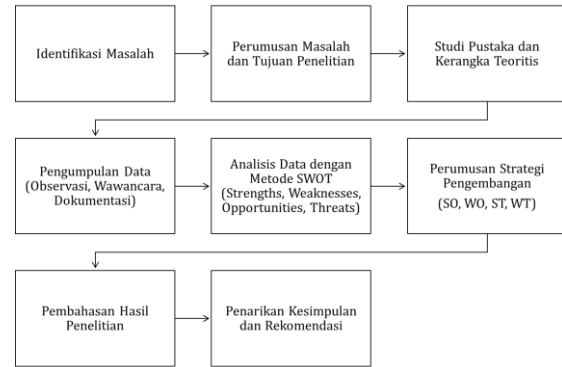 Identifikasi Masalah
Perumusan Masalah
dan Tujuan Penelitian
Studi Pustaka dan
Kerangka Teoritis
Pengumpulan Data
(Observasi, Wawancara,
Dokumentasi)
Analisis Data dengan
Metode SWOT
(Strengths, Weaknesses,
Opportunities, Threats)
Perumusan Strategi
Pengembangan
(SO, WO, ST, WT)
Pembahasan Hasil
Penelitian
Penarikan Kesimpulan
dan Rekomendasi